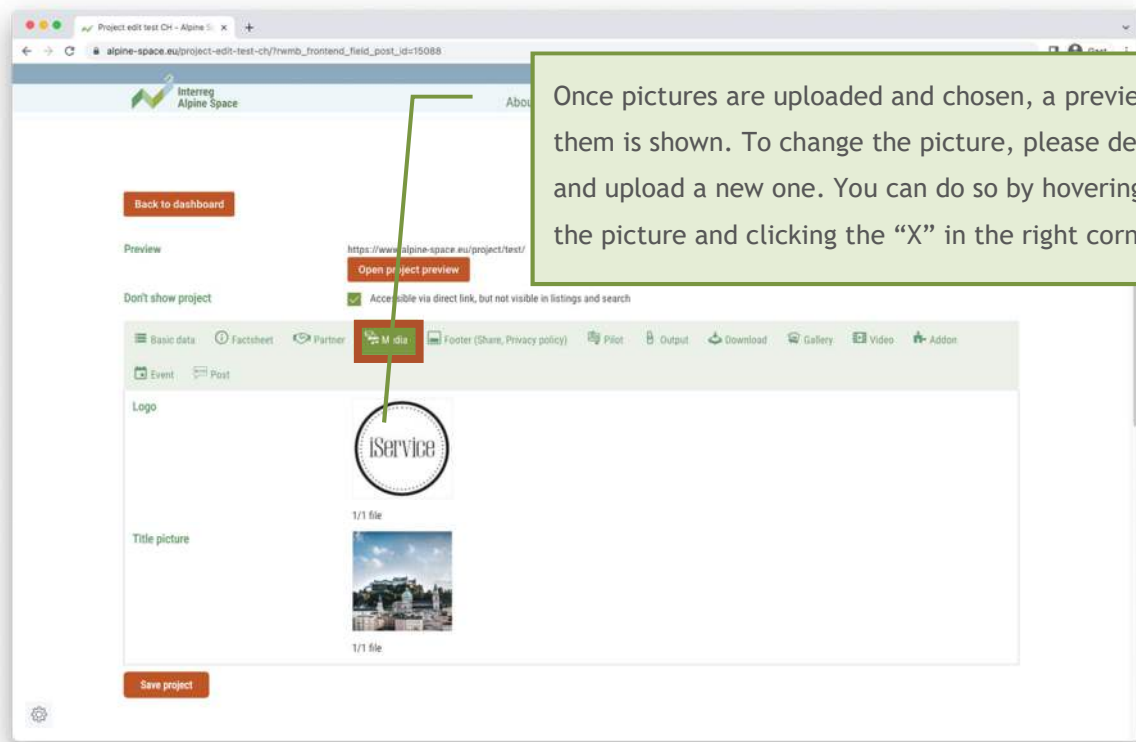 Project edit test CH – Alpine S
alpine-space.eu/project-edit-test-ch/?rwmb_frontend_field_post_id=15088
Interreg
Alpine Space
Abou
Once pictures are uploaded and chosen, a previe
them is shown. To change the picture, please de
and upload a new one. You can do so by hovering
the picture and clicking the “X” in the right corn
Back to dashboard
Preview
https://www.alpine-space.eu/project/test/
Open project preview
Don't show project
Accessible via direct link, but not visible in listings and search
Basic data Factsheet Partner Media Footer (Share, Privacy policy) Pilot Output Download Gallery Video Addon
Event Post
Logo
iService
1/1 file
Title picture
1/1 file
Save project